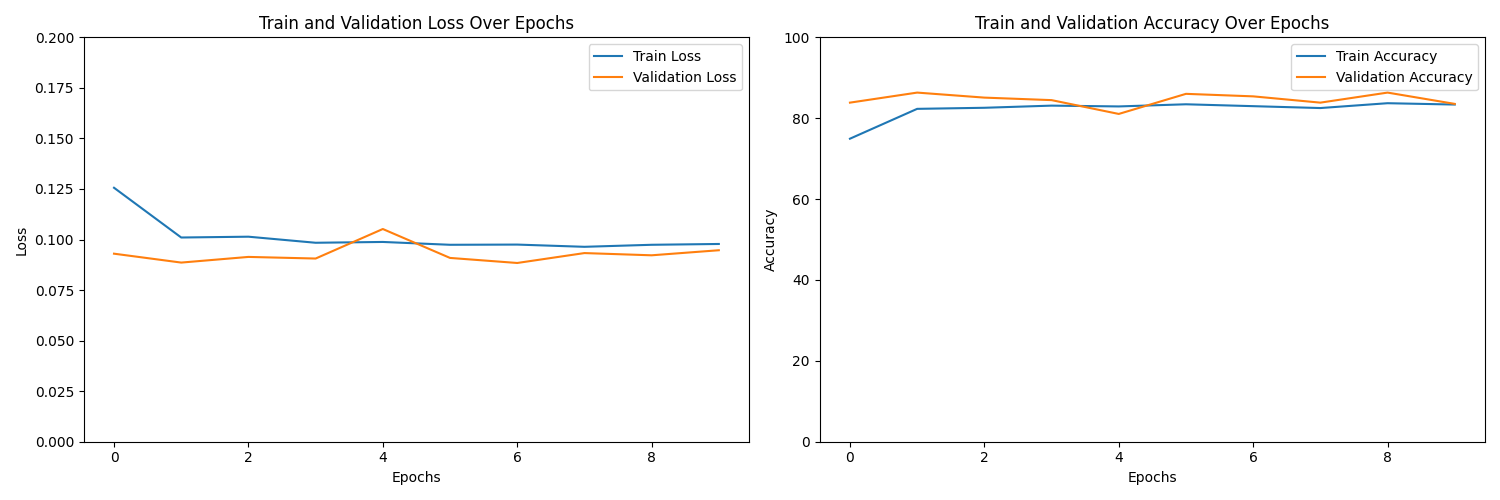 Train and Validation Loss Over Epochs
0.200
0.175
0.150
0.125
0.100
0.075
0.050
0.025
0.000
Loss
Train Loss
Validation Loss
0 2 4 6 8
Epochs
Train and Validation Accuracy Over Epochs
100
80
60
40
20
0
Accuracy
Train Accuracy
Validation Accuracy
0 2 4 6 8
Epochs